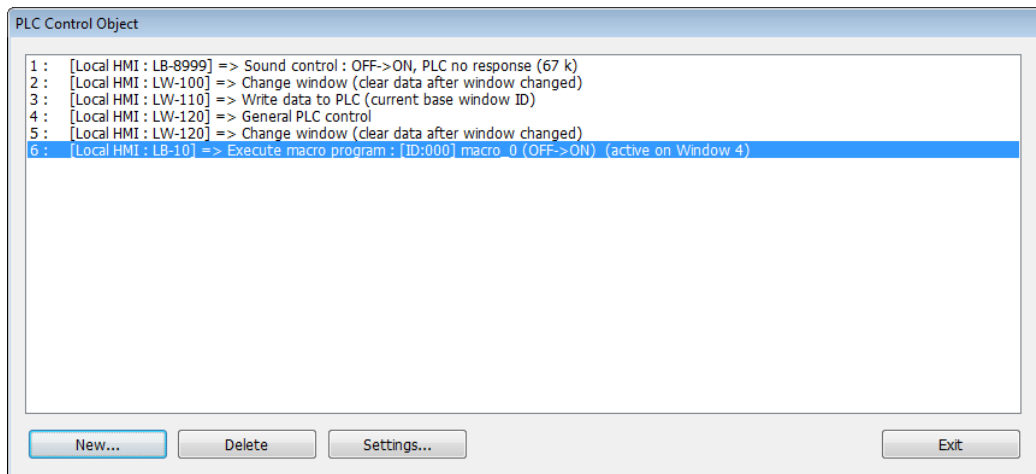 PLC Control Object
1 : [Local HMI : LB-8999] => Sound control : OFF->ON, PLC no response (67 k)
2 : [Local HMI : LW-100] => Change window (clear data after window changed)
3 : [Local HMI : LW-110] => Write data to PLC (current base window ID)
4 : [Local HMI : LW-120] => General PLC control
5 : [Local HMI : LW-120] => Change window (clear data after window changed)
6 : [Local HMI : LB-10] => Execute macro program : [ID:000] macro_0 (OFF->ON) (active on Window 4)
New... Delete Settings... Exit